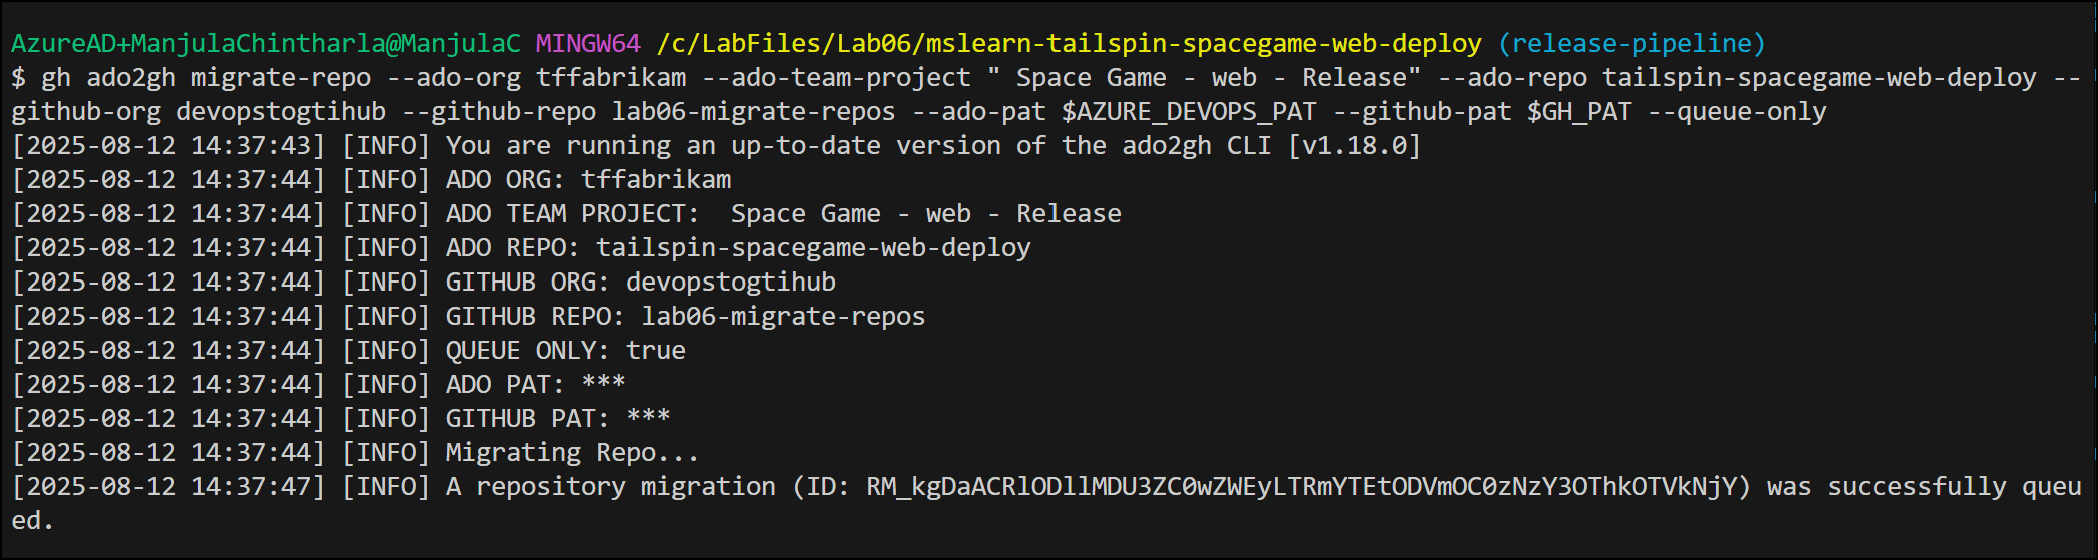 AzureAD+ManjulaChintharla@ManjulaC MINGW64 /c/LabFiles/Lab06/mslearn-tailspin-spacegame-web-deploy (release-pipeline)
$ gh ado2gh migrate-repo --ado-org tffabrikam --ado-team-project " Space Game - web - Release" --ado-repo tailspin-spacegame-web-deploy --
github-org devopstogtihub --github-repo lab06-migrate-repos --ado-pat $AZURE_DEVOPS_PAT --github-pat $GH_PAT --queue-only
[2025-08-12 14:37:43] [INFO] You are running an up-to-date version of the ado2gh CLI [v1.18.0]
[2025-08-12 14:37:44] [INFO] ADO ORG: tffabrikam
[2025-08-12 14:37:44] [INFO] ADO TEAM PROJECT:  Space Game - web - Release
[2025-08-12 14:37:44] [INFO] ADO REPO: tailspin-spacegame-web-deploy
[2025-08-12 14:37:44] [INFO] GITHUB ORG: devopstogtihub
[2025-08-12 14:37:44] [INFO] GITHUB REPO: lab06-migrate-repos
[2025-08-12 14:37:44] [INFO] QUEUE ONLY: true
[2025-08-12 14:37:44] [INFO] ADO PAT: ***
[2025-08-12 14:37:44] [INFO] GITHUB PAT: ***
[2025-08-12 14:37:44] [INFO] Migrating Repo...
[2025-08-12 14:37:47] [INFO] A repository migration (ID: RM_kgDaACRlODllMDU3ZC0wZWEyLTRmYTEtODVmOC0zNzY3OThkOTVkNjY) was successfully queu
ed.